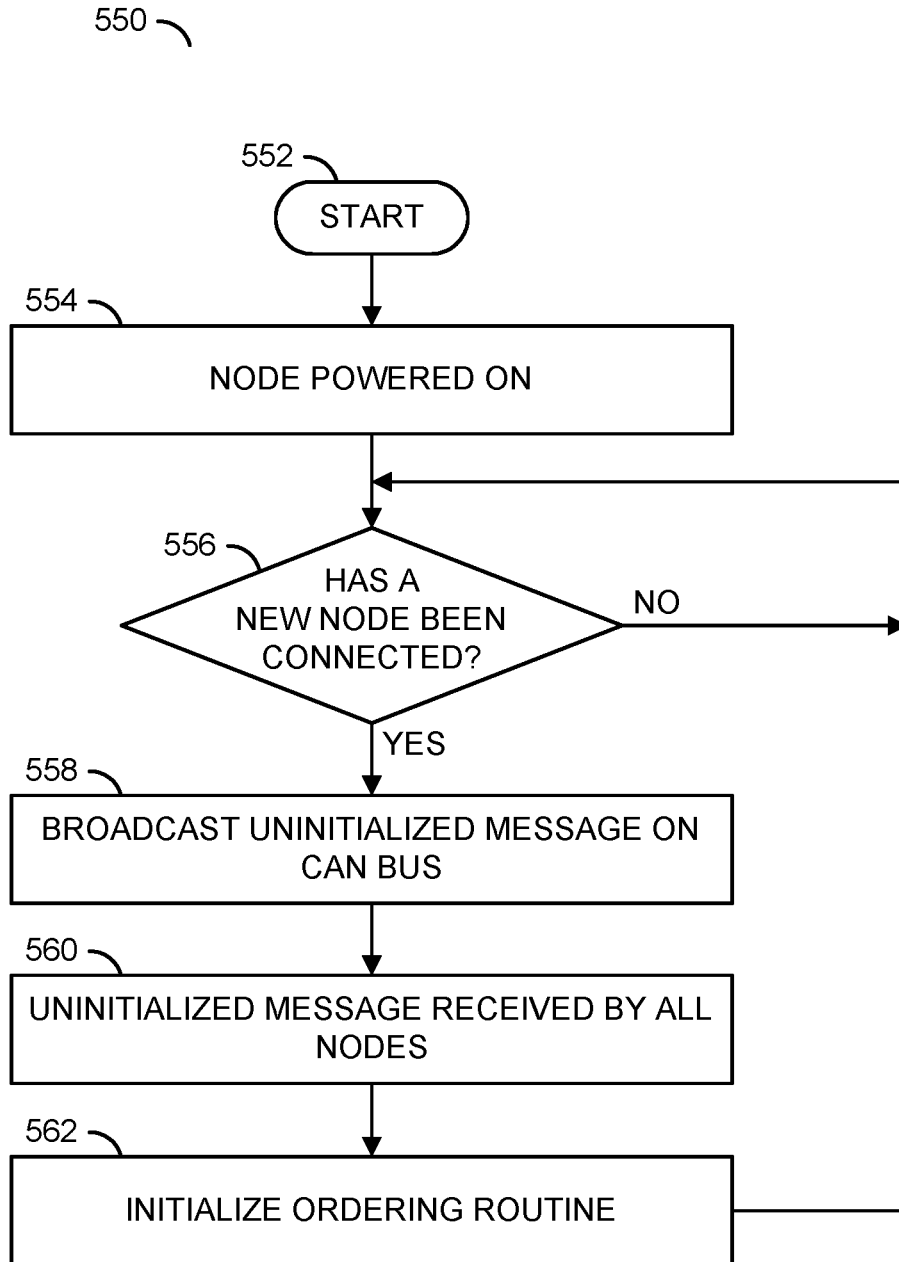 550
552
START
554
NODE POWERED ON
556
HAS A
NEW NODE BEEN
CONNECTED?
NO
YES
558
BROADCAST UNINITIALIZED MESSAGE ON
CAN BUS
560
UNINITIALIZED MESSAGE RECEIVED BY ALL
NODES
562
INITIALIZE ORDERING ROUTINE